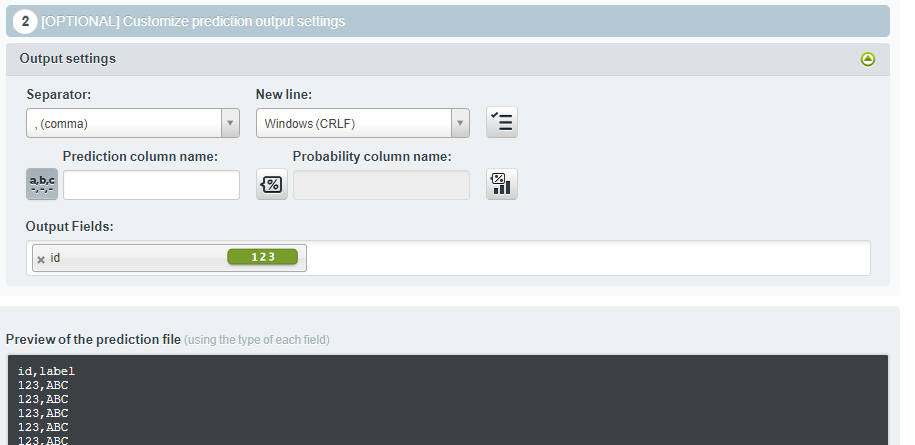 2 [OPTIONAL] Customize prediction output settings
Output settings
Separator: New line:
, (comma) Windows (CRLF)
Prediction column name: Probability column name:
a,b,c
-,-,- % %
Output Fields:
× id 123
Preview of the prediction file (using the type of each field)
id,label
123,ABC
123,ABC
123,ABC
123,ABC
123,ABC